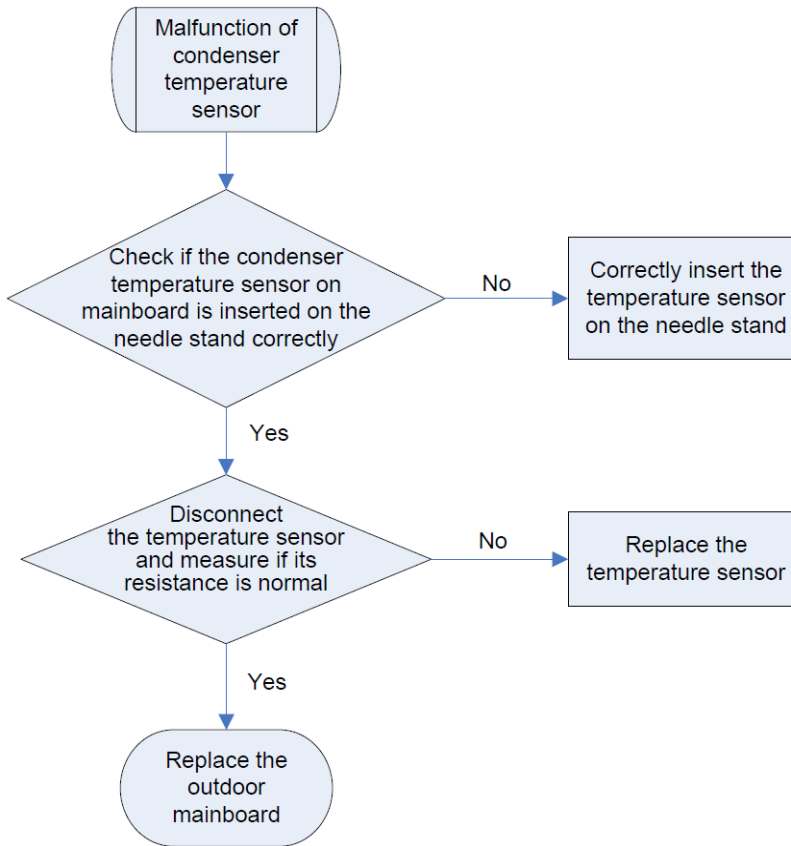 Malfunction of
condenser
temperature
sensor
Check if the condenser
temperature sensor on
mainboard is inserted on the
needle stand correctly
No
Correctly insert the
temperature sensor
on the needle stand
Yes
Disconnect
the temperature sensor
and measure if its
resistance is normal
No
Replace the
temperature sensor
Yes
Replace the
outdoor
mainboard